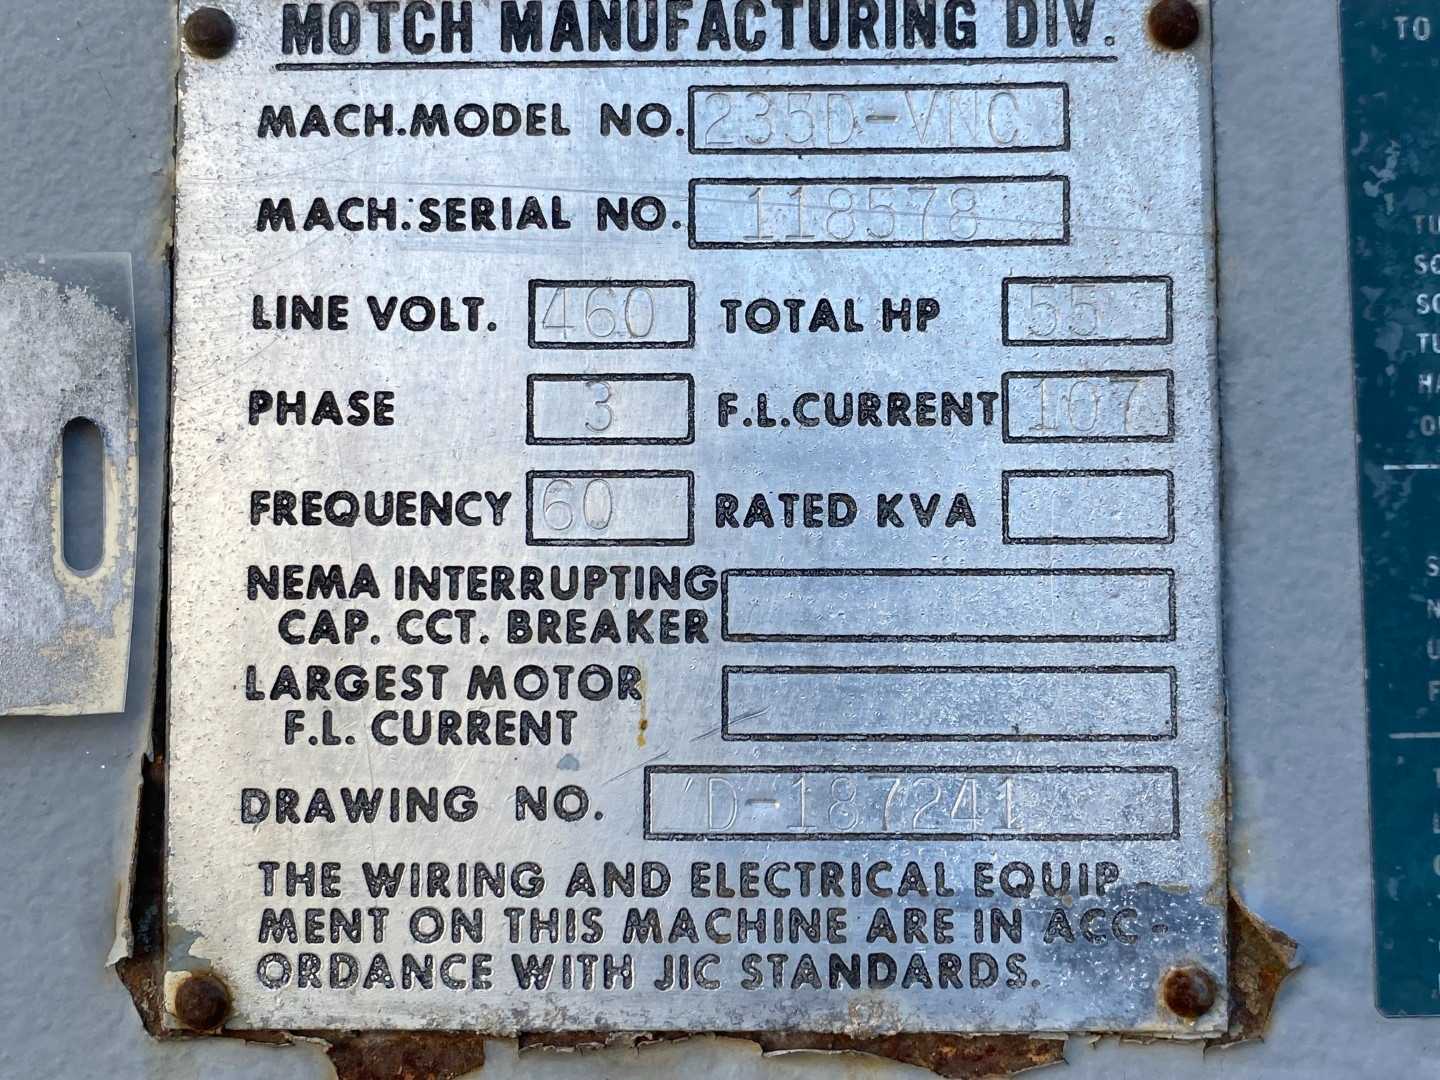 MOTCH MANUFACTURING DIV.
MACH.MODEL NO. 235D-VNC
MACH. SERIAL NO. 118578
LINE VOLT. 460 TOTAL HP 55
PHASE 3 F.L.CURRENT 107
FREQUENCY 60 RATED KVA
NEMA INTERRUPTING
CAP. CCT. BREAKER
LARGEST MOTOR
F.L. CURRENT
DRAWING NO. D-187241
THE WIRING AND ELECTRICAL EQUIP-
MENT ON THIS MACHINE ARE IN ACC-
ORDANCE WITH JIC STANDARDS.
TO